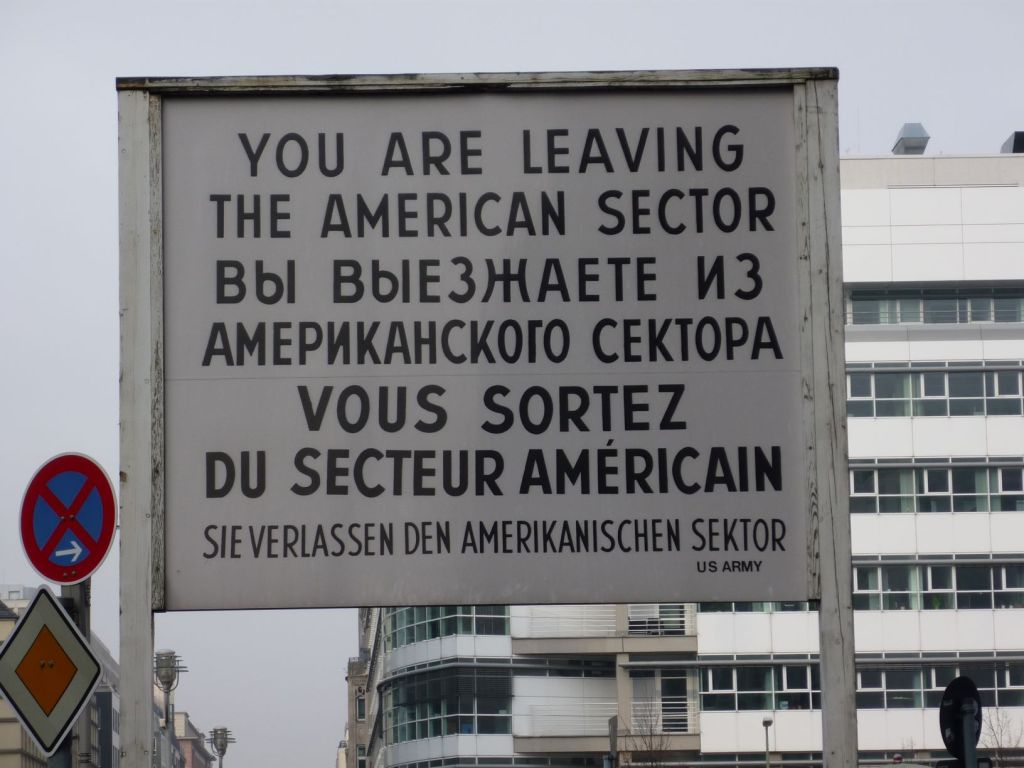 YOU ARE LEAVING
THE AMERICAN SECTOR
ВЫ ВЫЕЗЖАЕТЕ ИЗ
АМЕРИКАНСКОГО СЕКТОРА
VOUS SORTEZ
DU SECTEUR AMÉRICAIN
SIE VERLASSEN DEN AMERIKANISCHEN SEKTOR
US ARMY